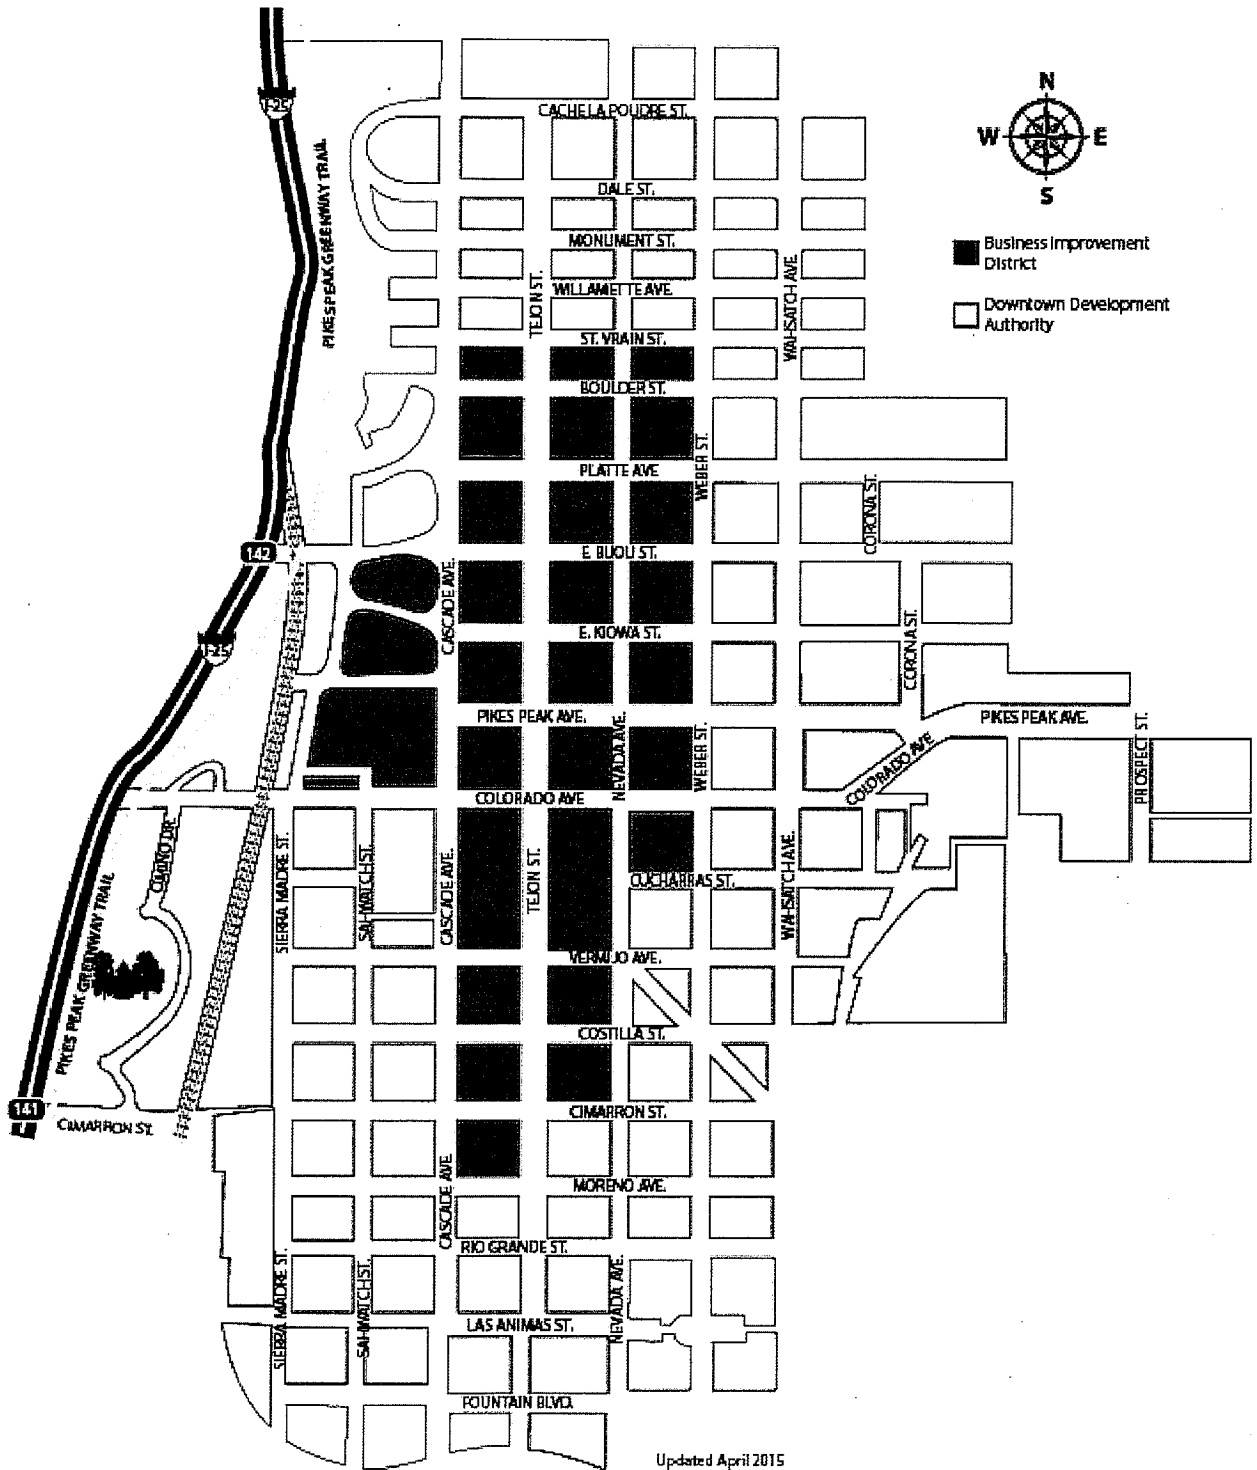 N
W E
S
I-25
PIKES PEAK GREENWAY TRAIL
CACHE LA POUDRE ST.
DALE ST.
MONUMENT ST.
Business Improvement
District
WILLAMETTE AVE.
TEJON ST.
WAHSATCH AVE.
Downtown Development
Authority
ST. VRAIN ST.
BOULDER ST.
PLATTE AVE
WEBER ST.
CORONA ST.
142
E. BIJOU ST.
CASCADE AVE.
I-25
E. KIOWA ST.
CORONA ST.
PIKES PEAK AVE.
NEVADA AVE.
WEBER ST.
PIKES PEAK AVE.
PROSPECT ST.
COLORADO AVE
COLORADO AVE
CIMINO DR.
SIERRA MADRE ST.
SAHWATCH ST.
CASCADE AVE.
TEJON ST.
CUCHARRAS ST.
WAHSATCH AVE.
PIKES PEAK GREENWAY TRAIL
VERMIJO AVE.
COSTILLA ST.
141
CIMARRON ST.
CIMARRON ST.
CASCADE AVE.
MORENO AVE.
RIO GRANDE ST.
SIERRA MADRE ST.
SAHWATCH ST.
NEVADA AVE.
LAS ANIMAS ST.
FOUNTAIN BLVD.
Updated April 2015